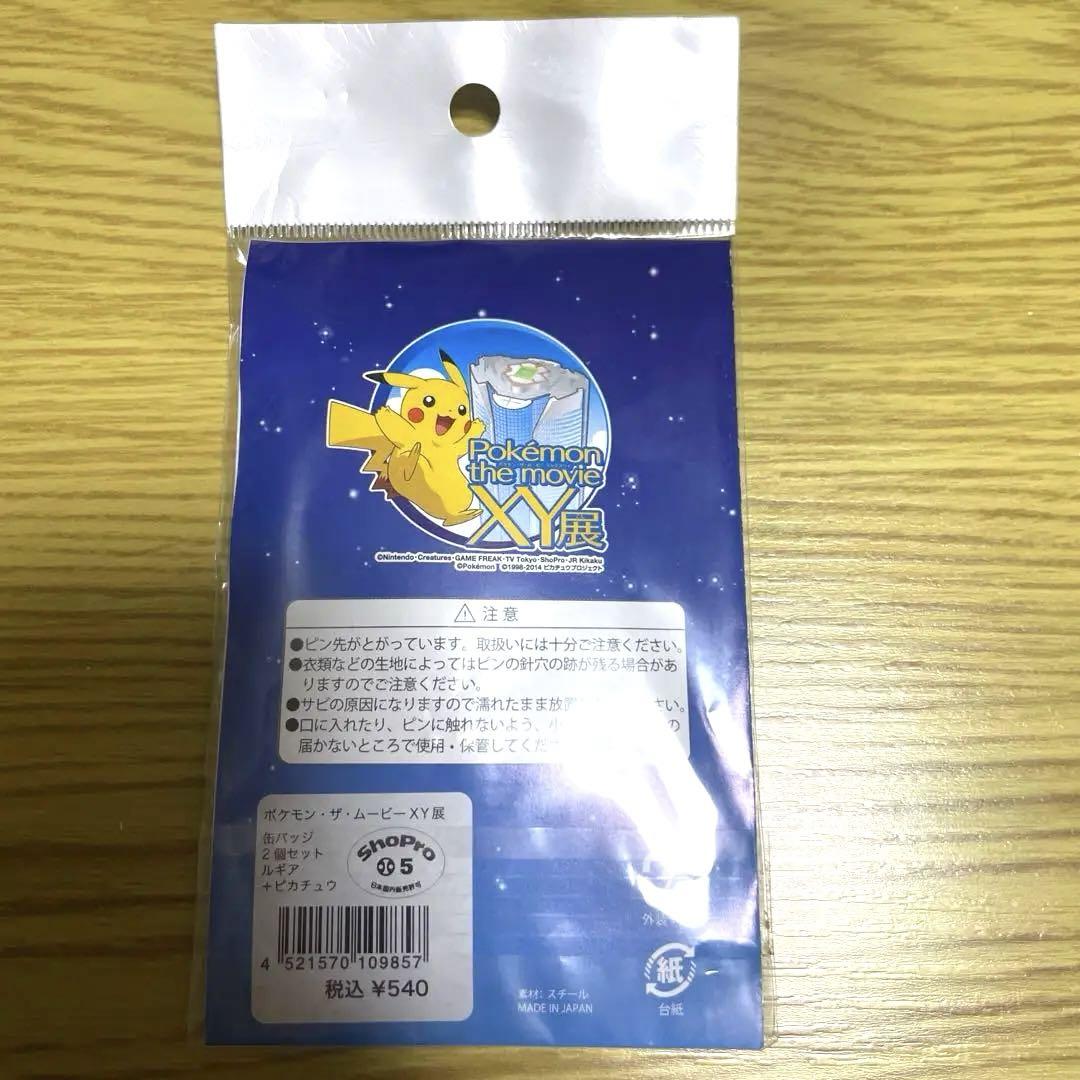 Pokémon
the movie
XY展
©Nintendo・Creatures・GAME FREAK・TV Tokyo・ShoPro・JR Kikaku
©Pokémon ©1998-2014 ピカチュウプロジェクト
注意
●ピン先がとがっています。取扱いには十分ご注意ください。
●衣類などの生地によってはピンの針穴の跡が残る場合があ
りますのでご注意ください。
●サビの原因になりますので濡れたまま放置 さい。
●口に入れたり、ピンに触れないよう、小 の
届かないところで使用・保管してくだ
ポケモン・ザ・ムービーXY展
缶バッジ
2個セット
ルギア
+ピカチュウ
ShoPro
5
日本国内販売許可
4 521570 109857
税込 ¥540
素材: スチール
MADE IN JAPAN
外装
紙
台紙